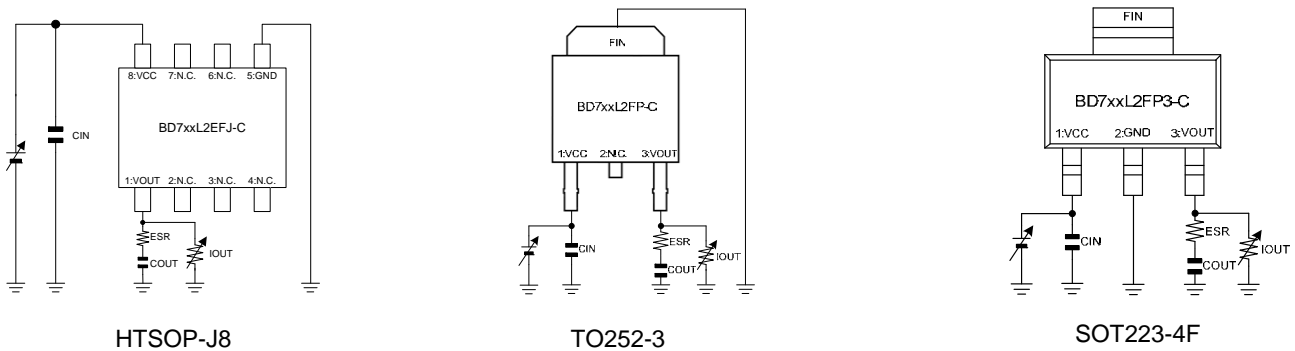 8:VCC 7:N.C. 6:N.C. 5:GND
BD7xxL2EFJ-C
1:VOUT 2:N.C. 3:N.C. 4:N.C.
CIN
ESR
COUT
IOUT
HTSOP-J8
FIN
BD7xxL2FP-C
1:VCC 2:N.C. 3:VOUT
CIN
ESR
COUT
IOUT
TO252-3
FIN
BD7xxL2FP3-C
1:VCC 2:GND 3:VOUT
CIN
ESR
COUT
IOUT
SOT223-4F